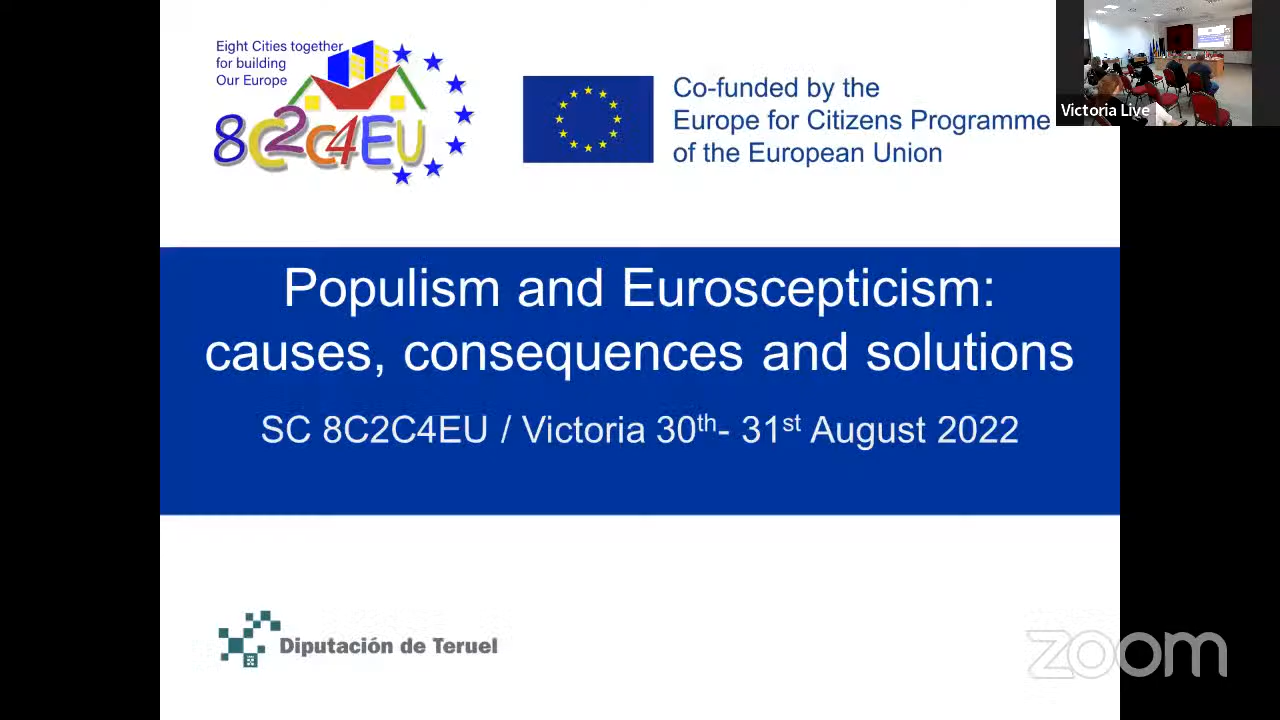 Eight Cities together
for building
Our Europe
8C2C4EU
Co-funded by the
Europe for Citizens Programme
of the European Union
Victoria Live
Populism and Euroscepticism:
causes, consequences and solutions
SC 8C2C4EU / Victoria 30th- 31st August 2022
Diputación de Teruel
zoom